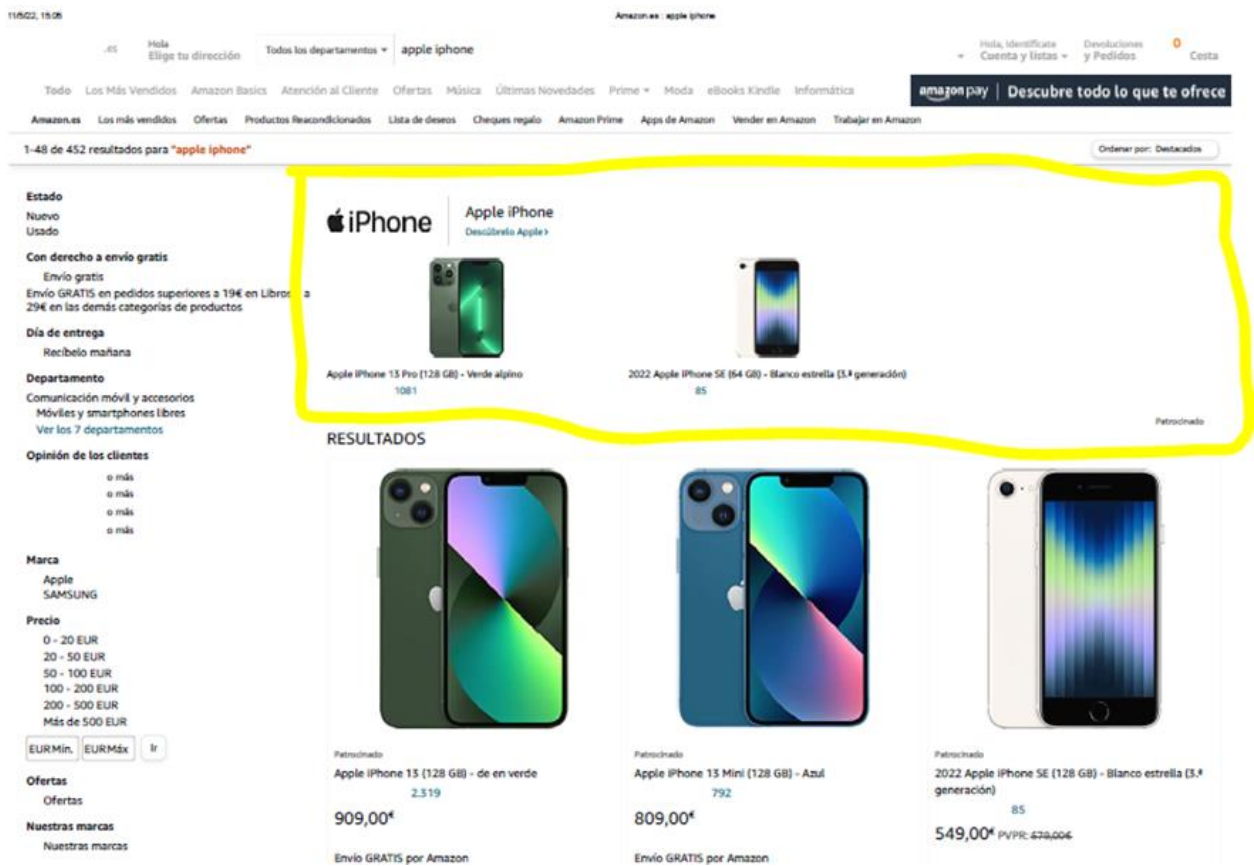 11/5/22, 15:05
Amazon.es : apple iphone
.es
Hola
Elige tu dirección
Todos los departamentos
apple iphone
Hola, Identifícate
Cuenta y listas
Devoluciones
y Pedidos
0
Cesta
Todo Los Más Vendidos Amazon Basics Atención al Cliente Ofertas Música Últimas Novedades Prime Moda eBooks Kindle Informática
amazon pay | Descubre todo lo que te ofrece
Amazon.es Los más vendidos Ofertas Productos Reacondicionados Lista de deseos Cheques regalo Amazon Prime Apps de Amazon Vender en Amazon Trabajar en Amazon
1-48 de 452 resultados para "apple iphone"
Ordenar por: Destacados
Estado
Nuevo
Usado
Con derecho a envío gratis
Envío gratis
Envío GRATIS en pedidos superiores a 19€ en Libros a
29€ en las demás categorías de productos
Día de entrega
Recíbelo mañana
Departamento
Comunicación móvil y accesorios
Móviles y smartphones libres
Ver los 7 departamentos
Opinión de los clientes
o más
o más
o más
o más
Marca
Apple
SAMSUNG
Precio
0 - 20 EUR
20 - 50 EUR
50 - 100 EUR
100 - 200 EUR
200 - 500 EUR
Más de 500 EUR
EUR Mín. EUR Máx Ir
Ofertas
Ofertas
Nuestras marcas
Nuestras marcas
iPhone
Apple iPhone
Descúbrelo Apple›
Apple iPhone 13 Pro (128 GB) - Verde alpino
1081
2022 Apple iPhone SE (64 GB) - Blanco estrella (3.ª generación)
85
Patrocinado
RESULTADOS
Patrocinado
Apple iPhone 13 (128 GB) - de en verde
2.319
909,00€
Envío GRATIS por Amazon
Patrocinado
Apple iPhone 13 Mini (128 GB) - Azul
792
809,00€
Envío GRATIS por Amazon
Patrocinado
2022 Apple iPhone SE (128 GB) - Blanco estrella (3.ª
generación)
85
549,00€ PVPR: 579,00€